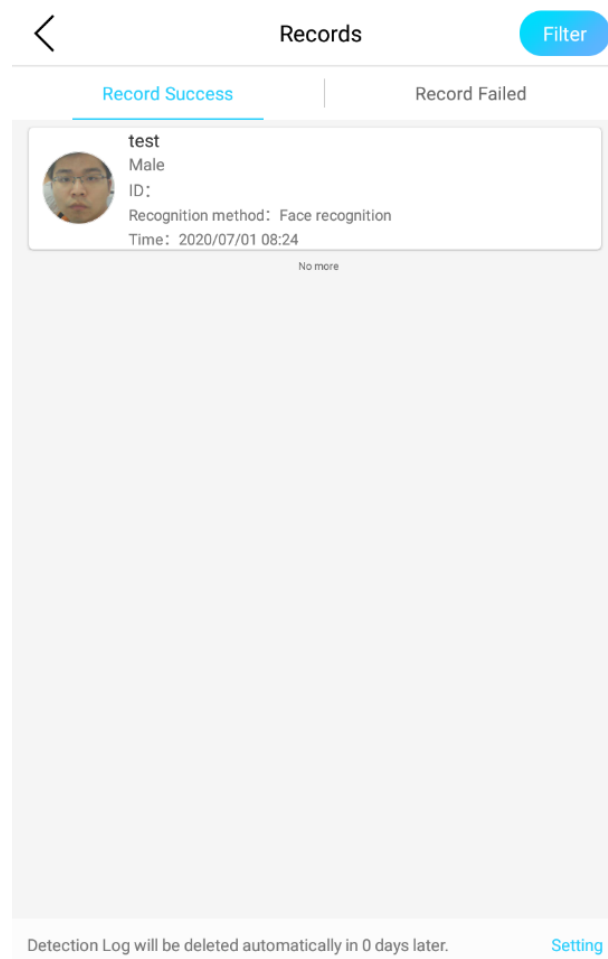 Records
Filter
Record Success
Record Failed
test
Male
ID：
Recognition method：Face recognition
Time：2020/07/01 08:24
No more
Detection Log will be deleted automatically in 0 days later.
Setting